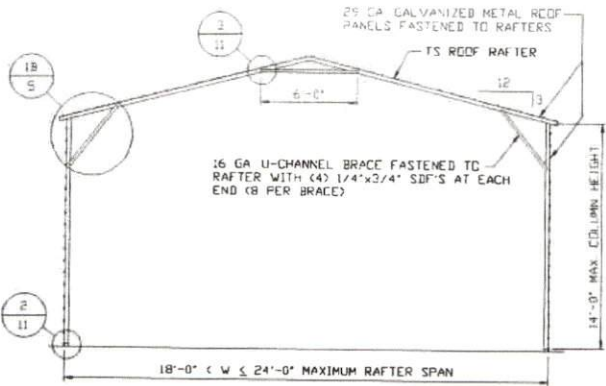 29 GA GALVANIZED METAL ROOF
PANELS FASTENED TO RAFTERS
3
11
TS ROOF RAFTER
1B
5
6'-0"
12
3
16 GA U-CHANNEL BRACE FASTENED TO
RAFTER WITH (4) 1/4"x3/4" SDF'S AT EACH
END (8 PER BRACE)
14'-0" MAX COLUMN HEIGHT
2
11
18'-0" < W ≤ 24'-0" MAXIMUM RAFTER SPAN